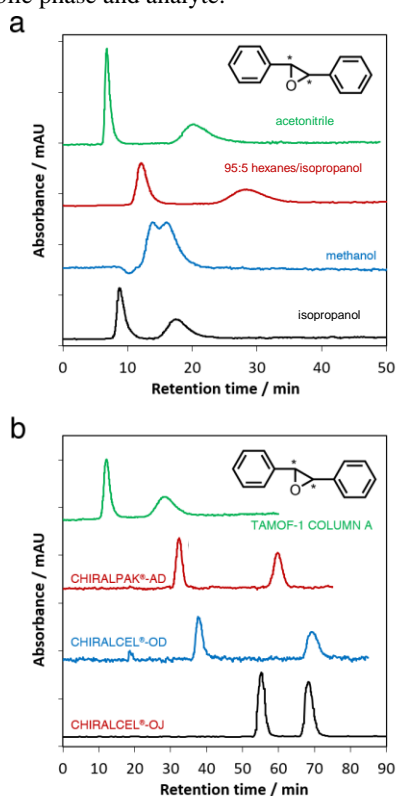 a
* 
O *
acetonitrile
95:5 hexanes/isopropanol
methanol
isopropanol
Absorbance / mAU
0 10 20 30 40 50
Retention time / min
b
*
O *
TAMOF-1 COLUMN A
CHIRALPAK®-AD
CHIRALCEL®-OD
CHIRALCEL®-OJ
Absorbance / mAU
0 10 20 30 40 50 60 70 80 90
Retention time / min